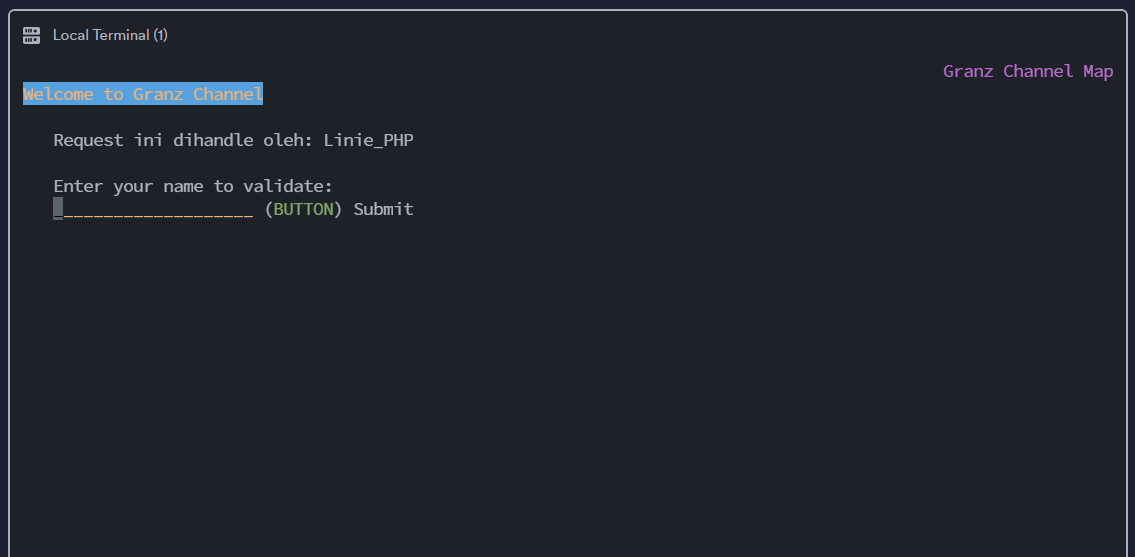 Local Terminal (1)
Granz Channel Map
Welcome to Granz Channel
Request ini dihandle oleh: Linie_PHP
Enter your name to validate:
____________________ (BUTTON) Submit